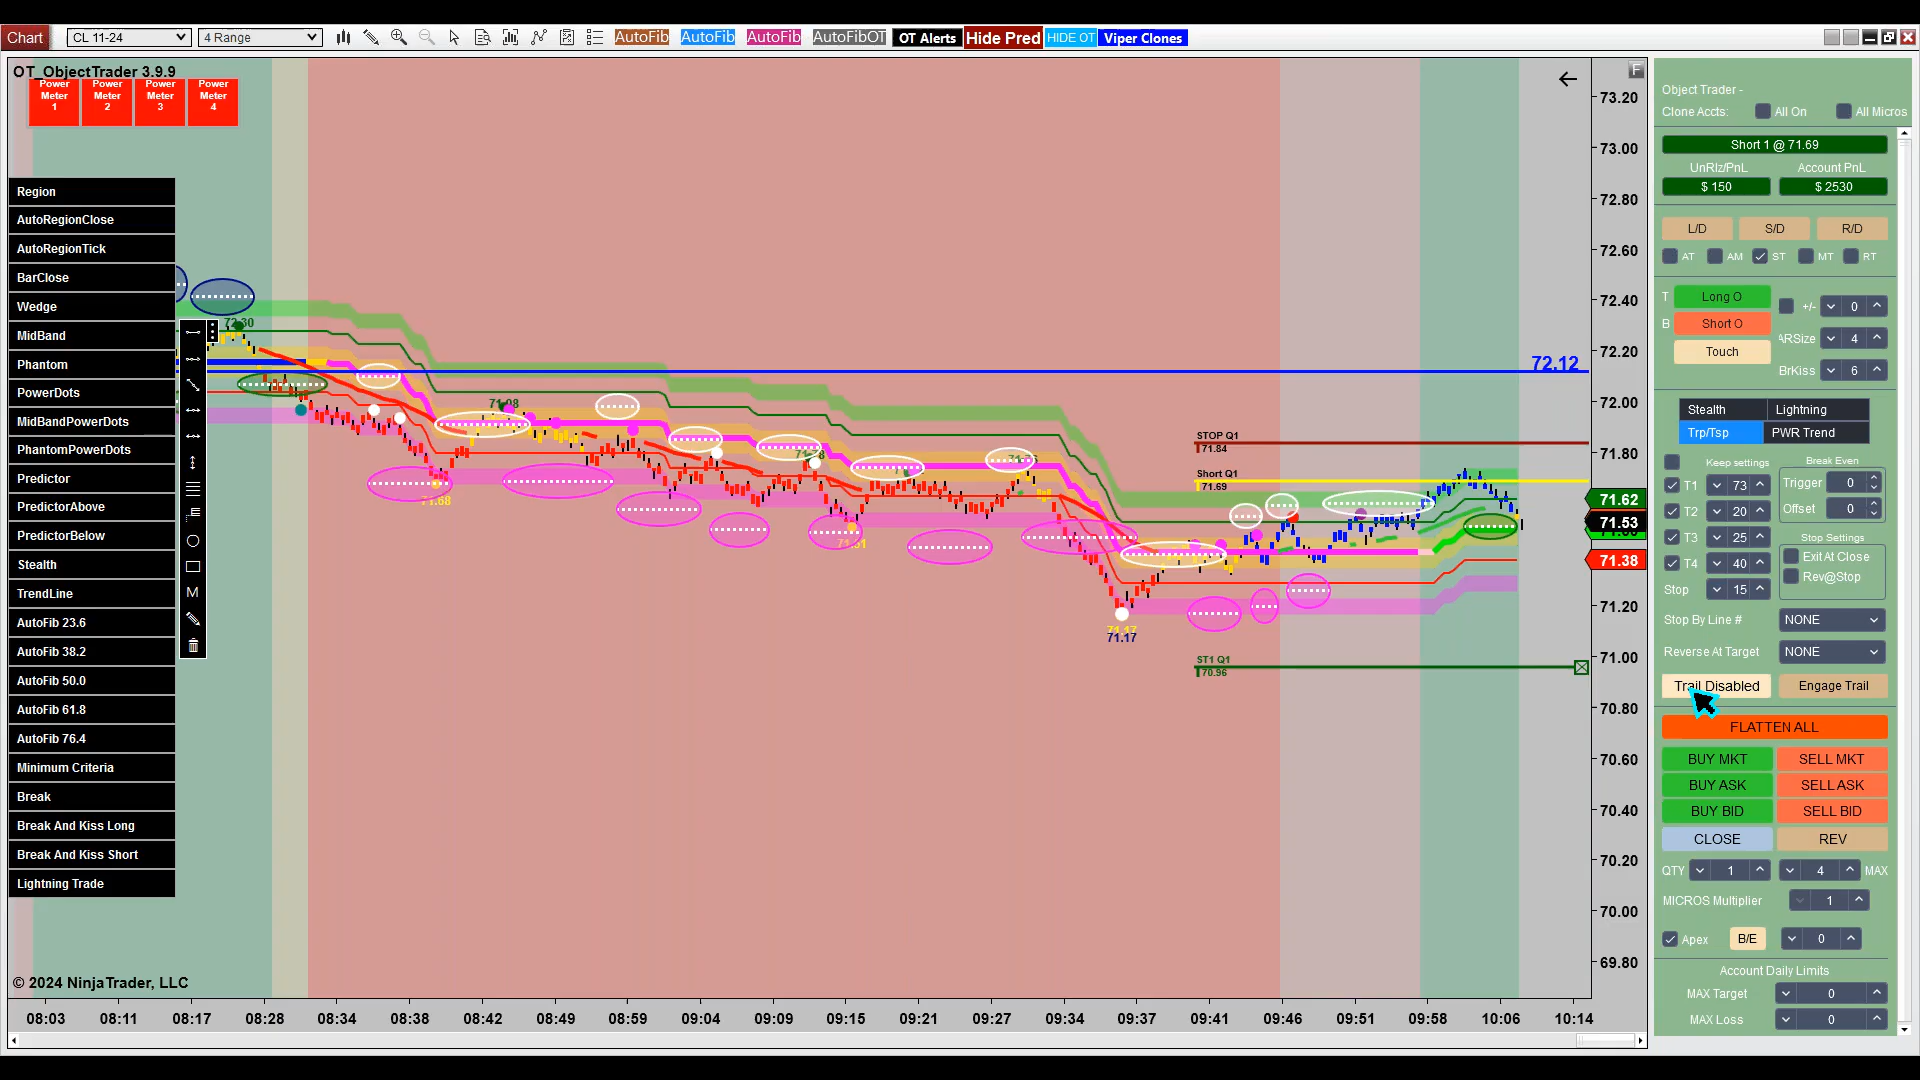 Chart
CL 11-24
4 Range
AutoFib
AutoFib
AutoFib
AutoFibOT
OT Alerts
Hide Pred
HIDE OT
Viper Clones
OT_ObjectTrader 3.9.9
Power Meter 1
Power Meter 2
Power Meter 3
Power Meter 4
F
Region
AutoRegionClose
AutoRegionTick
BarClose
Wedge
MidBand
Phantom
PowerDots
MidBandPowerDots
PhantomPowerDots
Predictor
PredictorAbove
PredictorBelow
Stealth
TrendLine
AutoFib 23.6
AutoFib 38.2
AutoFib 50.0
AutoFib 61.8
AutoFib 76.4
Minimum Criteria
Break
Break And Kiss Long
Break And Kiss Short
Lightning Trade
M
72.12
STOP Q1
71.84
Short Q1
71.69
ST1 Q1
70.96
71.17
73.20
73.00
72.80
72.60
72.40
72.20
72.00
71.80
71.62
71.53
71.38
71.20
71.00
70.80
70.60
70.40
70.20
70.00
69.80
© 2024 NinjaTrader, LLC
08:03 08:11 08:17 08:28 08:34 08:38 08:42 08:49 08:59 09:04 09:09 09:15 09:21 09:27 09:34 09:37 09:41 09:46 09:51 09:58 10:06 10:14
Object Trader -
Clone Accts: All On All Micros
Short 1 @ 71.69
UnRlz/PnL Account PnL
$ 150 $ 2530
L/D S/D R/D
AT AM ST MT RT
T Long O +/- 0
B Short O ARSize 4
Touch BrKiss 6
Stealth Lightning
Trp/Tsp PWR Trend
Keep settings Break Even
T1 73 Trigger 0
T2 20 Offset 0
T3 25 Stop Settings
T4 40 Exit At Close
Stop 15 Rev@Stop
Stop By Line # NONE
Reverse At Target NONE
Trail Disabled Engage Trail
FLATTEN ALL
BUY MKT SELL MKT
BUY ASK SELL ASK
BUY BID SELL BID
CLOSE REV
QTY 1 4 MAX
MICROS Multiplier 1
Apex B/E 0
Account Daily Limits
MAX Target 0
MAX Loss 0